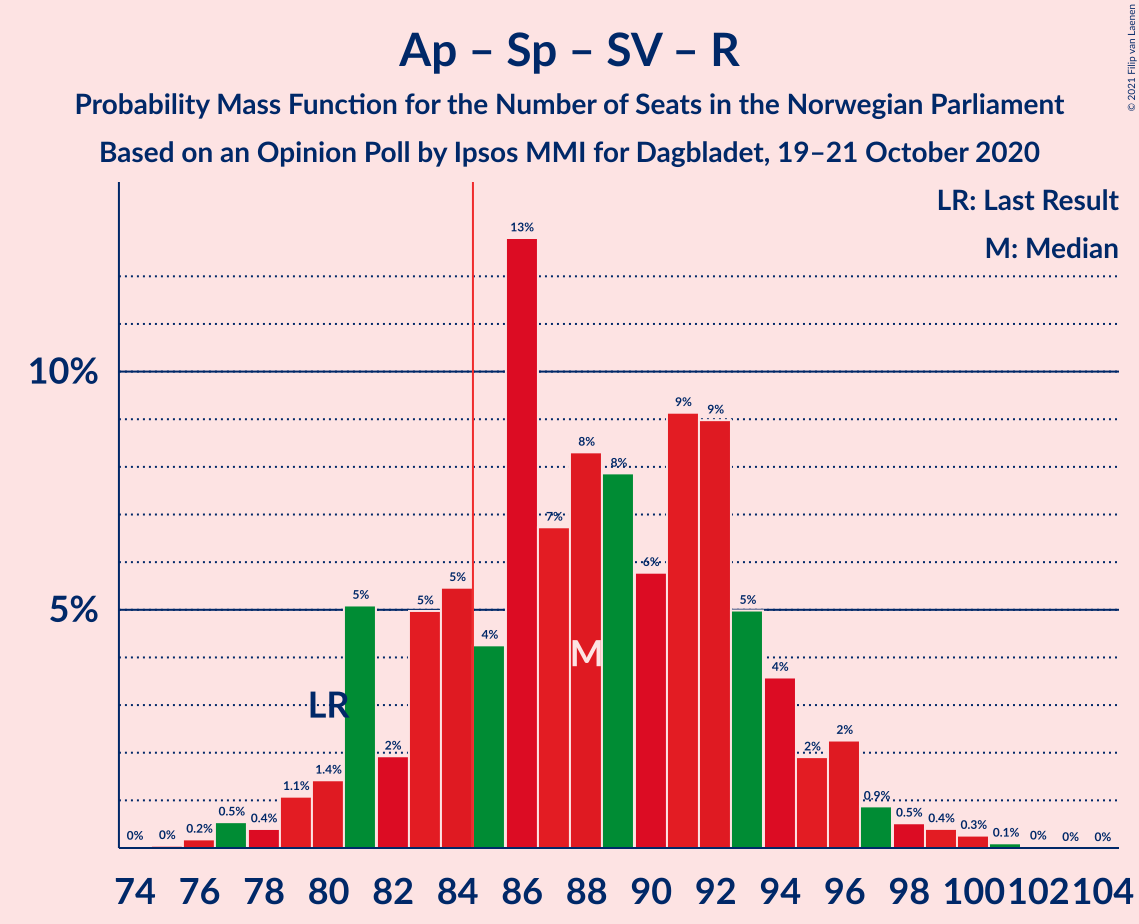 Ap – Sp – SV – R
Probability Mass Function for the Number of Seats in the Norwegian Parliament
Based on an Opinion Poll by Ipsos MMI for Dagbladet, 19–21 October 2020
© 2021 Filip van Laenen
LR: Last Result
M: Median
10%
5%
0% 0% 0.2% 0.5% 0.4% 1.1% 1.4% 5% 2% 5% 5% 4% 13% 7% 8% 8% 6% 9% 9% 5% 4% 2% 2% 0.9% 0.5% 0.4% 0.3% 0.1% 0% 0% 0%
LR
M
74 76 78 80 82 84 86 88 90 92 94 96 98 100 102 104